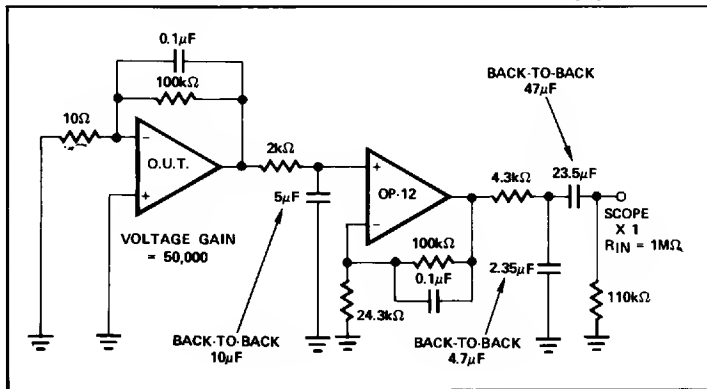 0.1µF
100kΩ
10Ω
−
O.U.T.
+
VOLTAGE GAIN
= 50,000
2kΩ
5µF
BACK-TO-BACK
10µF
+
OP-12
−
100kΩ
0.1µF
24.3kΩ
4.3kΩ
2.35µF
BACK-TO-BACK
4.7µF
BACK-TO-BACK
47µF
23.5µF
SCOPE
X 1
RIN = 1MΩ
110kΩ